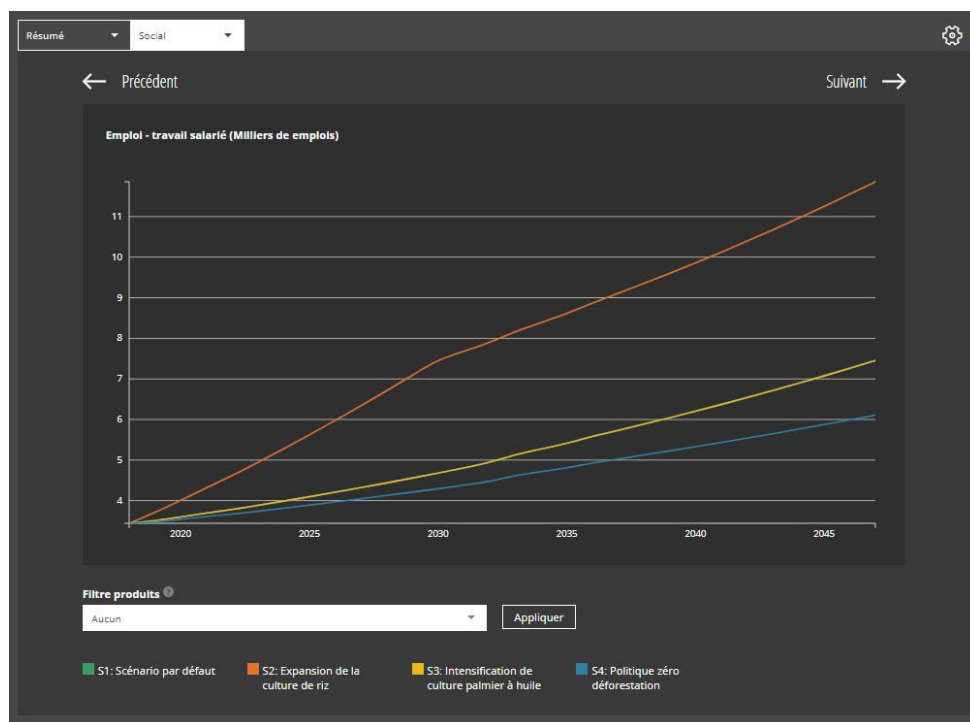 Résumé
Social
Précédent
Suivant
Emploi - travail salarié (Milliers de emplois)
11
10
9
8
7
6
5
4
2020
2025
2030
2035
2040
2045
Filtre produits ?
Aucun
Appliquer
S1: Scénario par défaut
S2: Expansion de la
culture de riz
S3: Intensification de
culture palmier à huile
S4: Politique zéro
déforestation